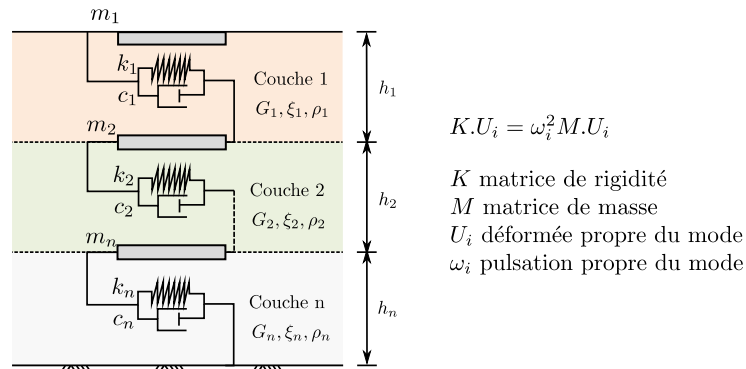 m₁
k₁
c₁
Couche 1
G₁, ξ₁, ρ₁
h₁
m₂
k₂
c₂
Couche 2
G₂, ξ₂, ρ₂
h₂
mₙ
kₙ
cₙ
Couche n
Gₙ, ξₙ, ρₙ
hₙ
K.Uᵢ = ωᵢ²M.Uᵢ
K matrice de rigidité
M matrice de masse
Uᵢ déformée propre du mode
ωᵢ pulsation propre du mode